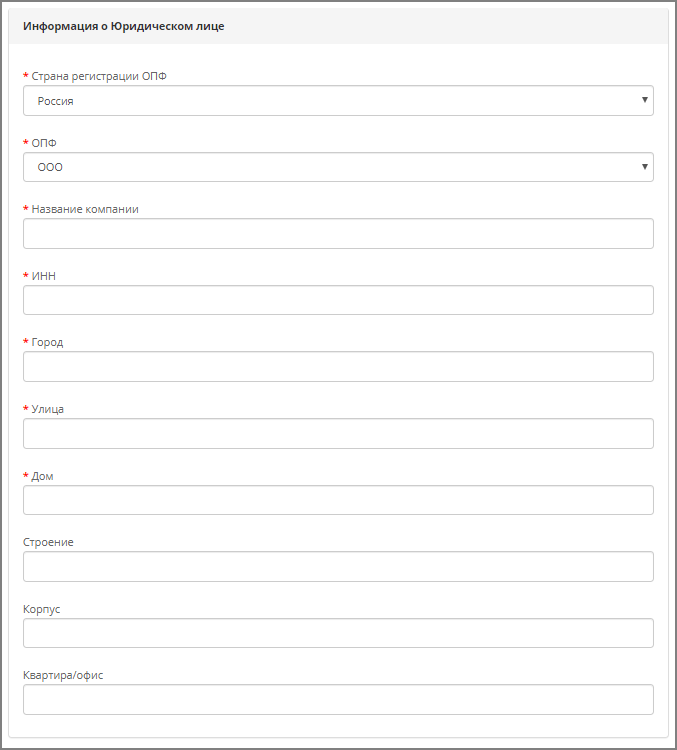 Информация о Юридическом лице
* Страна регистрации ОПФ
Россия
* ОПФ
ООО
* Название компании
* ИНН
* Город
* Улица
* Дом
Строение
Корпус
Квартира/офис